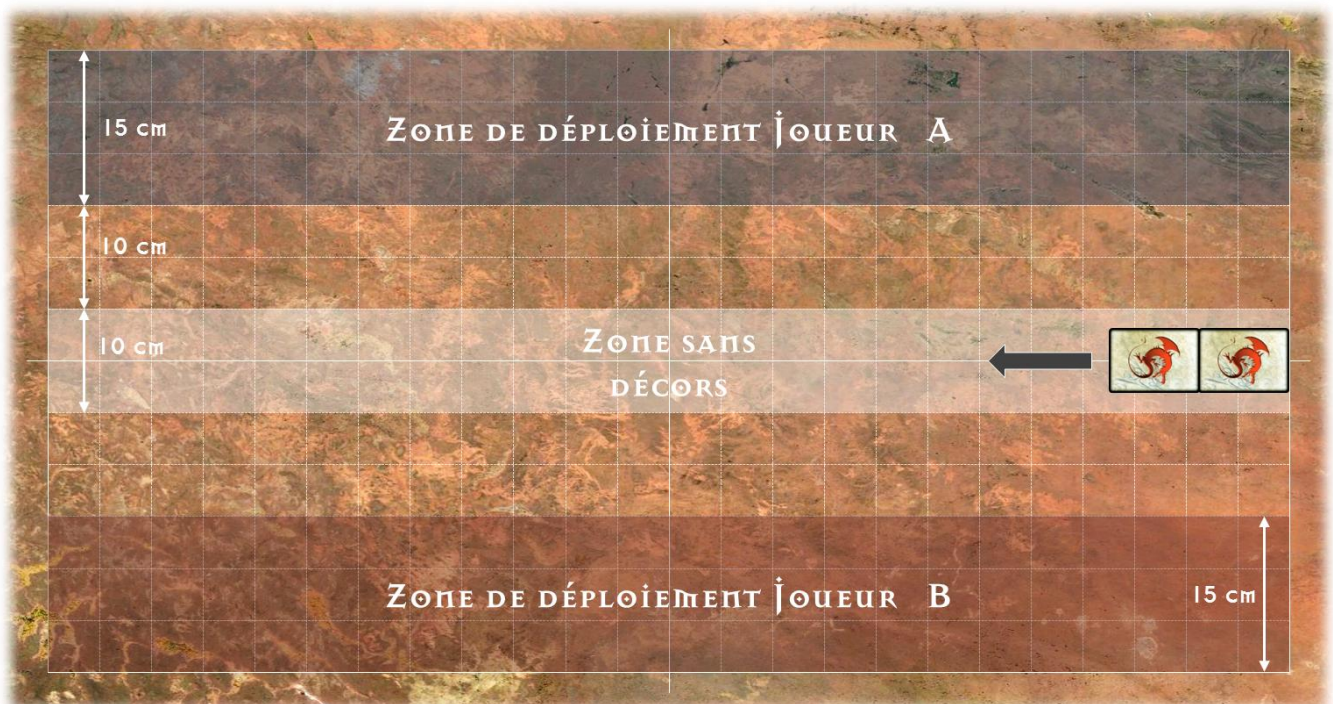 15 cm
Zone de déploiement Joueur A
10 cm
10 cm
Zone sans
décors
Zone de déploiement Joueur B
15 cm